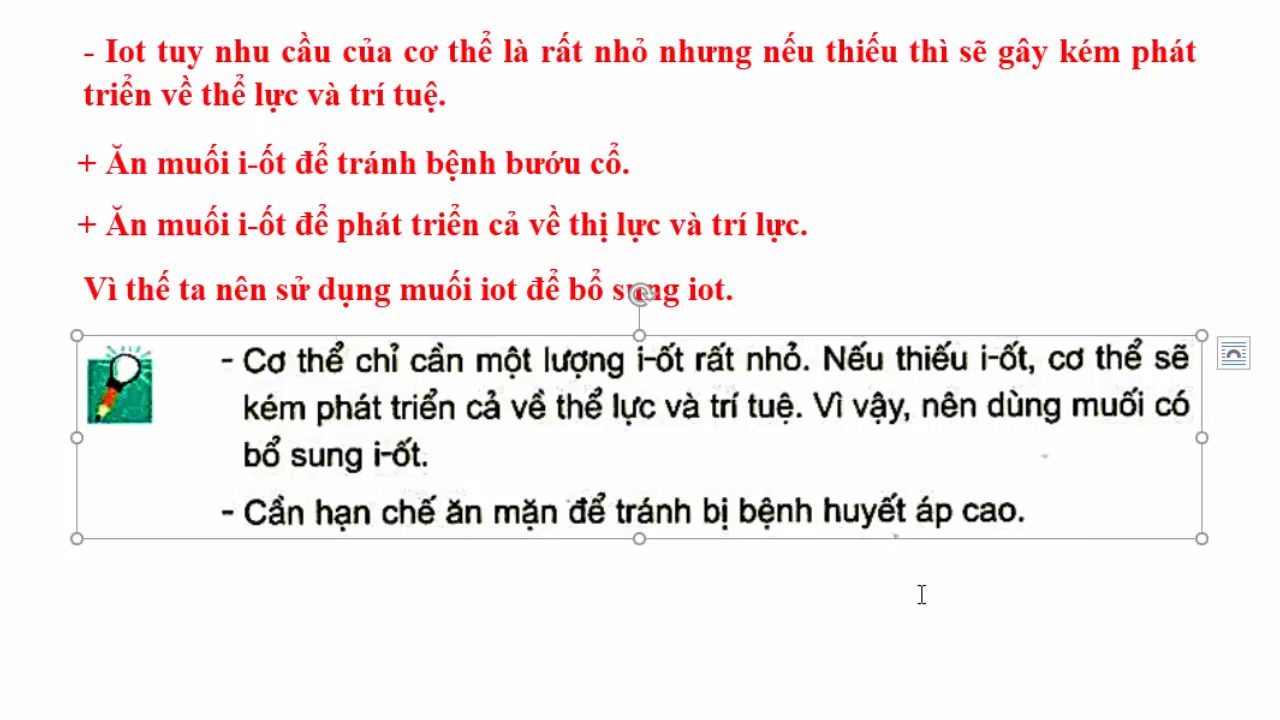 - Iot tuy nhu cầu của cơ thể là rất nhỏ nhưng nếu thiếu thì sẽ gây kém phát
triển về thể lực và trí tuệ.
+ Ăn muối i-ốt để tránh bệnh bướu cổ.
+ Ăn muối i-ốt để phát triển cả về thị lực và trí lực.
Vì thế ta nên sử dụng muối iot để bổ sung iot.
- Cơ thể chỉ cần một lượng i-ốt rất nhỏ. Nếu thiếu i-ốt, cơ thể sẽ
kém phát triển cả về thể lực và trí tuệ. Vì vậy, nên dùng muối có
bổ sung i-ốt.
- Cần hạn chế ăn mặn để tránh bị bệnh huyết áp cao.